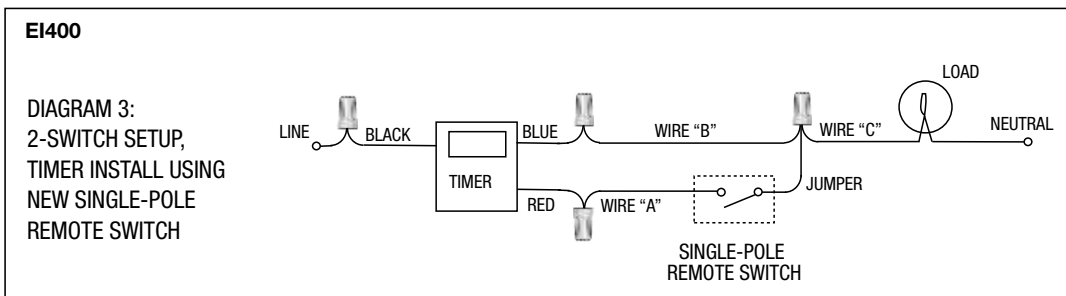 EI400
DIAGRAM 3:
2-SWITCH SETUP,
TIMER INSTALL USING
NEW SINGLE-POLE
REMOTE SWITCH
LINE
BLACK
TIMER
BLUE
RED
WIRE “B”
WIRE “A”
WIRE “C”
JUMPER
SINGLE-POLE
REMOTE SWITCH
LOAD
NEUTRAL